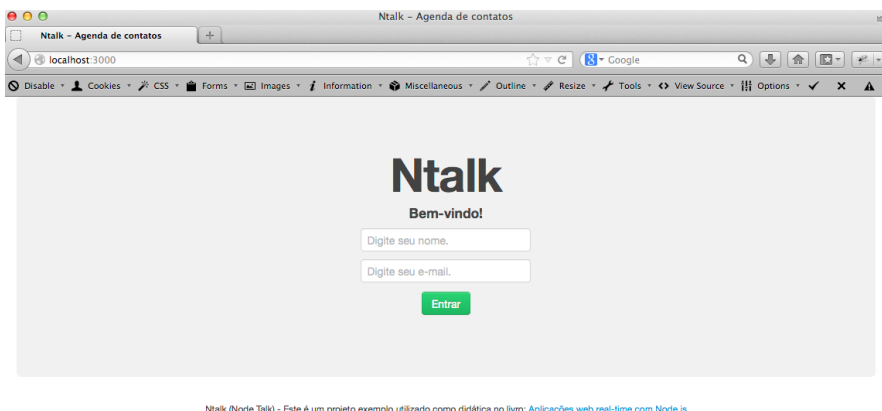 Ntalk – Agenda de contatos
Ntalk – Agenda de contatos
localhost:3000
Google
Disable Cookies CSS Forms Images Information Miscellaneous Outline Resize Tools View Source Options
Ntalk
Bem-vindo!
Digite seu nome.
Digite seu e-mail.
Entrar
Ntalk (Node Talk) - Este é um projeto exemplo utilizado como didática no livro: Aplicações web real-time com Node.js